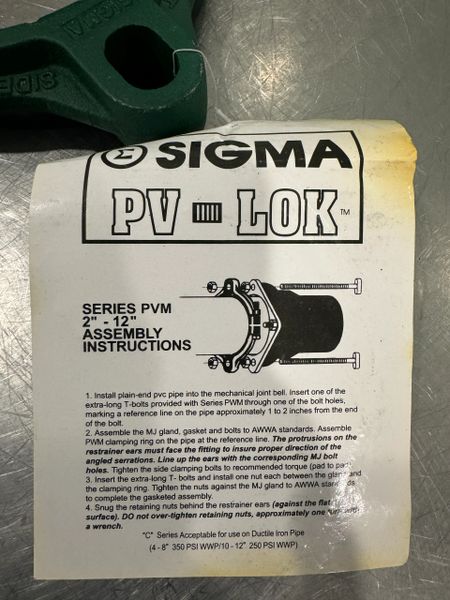 SIGMA
PV LOK™
SERIES PVM
2" - 12"
ASSEMBLY
INSTRUCTIONS
1. Install plain-end pvc pipe into the mechanical joint bell. Insert one of the
extra-long T-bolts provided with Series PWM through one of the bolt holes,
marking a reference line on the pipe approximately 1 to 2 inches from the end
of the bolt.
2. Assemble the MJ gland, gasket and bolts to AWWA standards. Assemble
PWM clamping ring on the pipe at the reference line. The protrusions on the
restrainer ears must face the fitting to insure proper direction of the
angled serrations. Line up the ears with the corresponding MJ bolt
holes. Tighten the side clamping bolts to recommended torque (pad to pad).
3. Insert the extra-long T- bolts and install one nut each between the gland and
the clamping ring. Tighten the nuts against the MJ gland to AWWA standards
to complete the gasketed assembly.
4. Snug the retaining nuts behind the restrainer ears (against the flat
surface). DO not over-tighten retaining nuts, approximately one turn with
a wrench.
"C" Series Acceptable for use on Ductile Iron Pipe
(4 - 8" 350 PSI WWP/10 - 12" 250 PSI WWP)